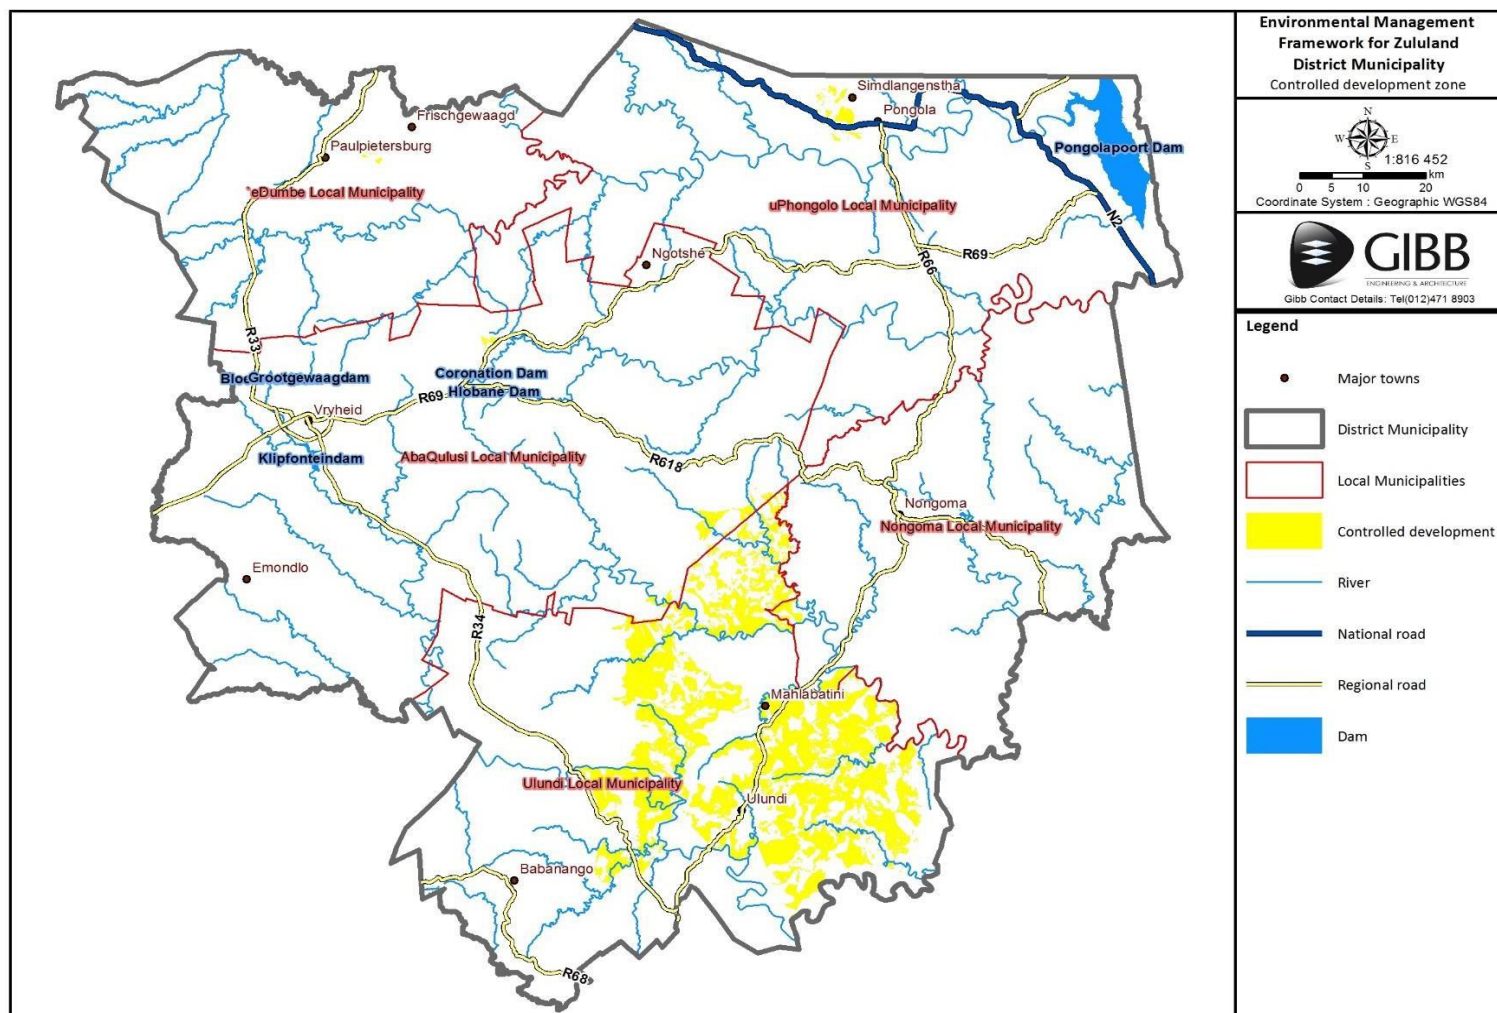 Environmental Management
Framework for Zululand
District Municipality
Controlled development zone
N
W
E
S
1:816 452
km
0 5 10 20
Coordinate System : Geographic WGS84
GIBB
ENGINEERING & ARCHITECTURE
Gibb Contact Details: Tel(012)471 8903
Legend
Major towns
District Municipality
Local Municipalities
Controlled development
River
National road
Regional road
Dam
Simdlangenstha
Pongola
Frischgewaagd
Paulpietersburg
Pongolapoort Dam
eDumbe Local Municipality
uPhongolo Local Municipality
N2
Ngotshe
R69
R66
R33
Coronation Dam
Grootgewaagdam
Hlobane Dam
R69
Vryheid
AbaQulusi Local Municipality
Klipfonteindam
R618
Nongoma
Nongoma Local Municipality
Emondlo
R34
Mahlabatini
Ulundi Local Municipality
Ulundi
Babanango
R68